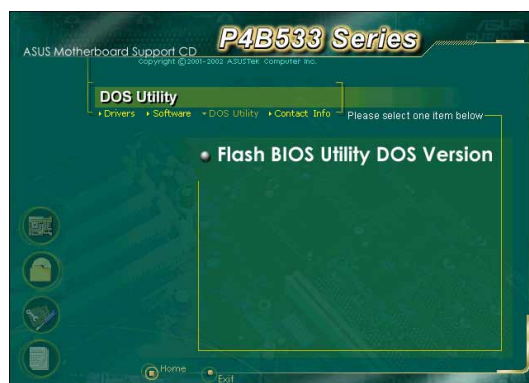 P4B533 Series
ASUS Motherboard Support CD
Copyright ©2001-2002 ASUSTeK Computer Inc.
DOS Utility
Drivers Software DOS Utility Contact Info Please select one item below
Flash BIOS Utility DOS Version
Home Exit